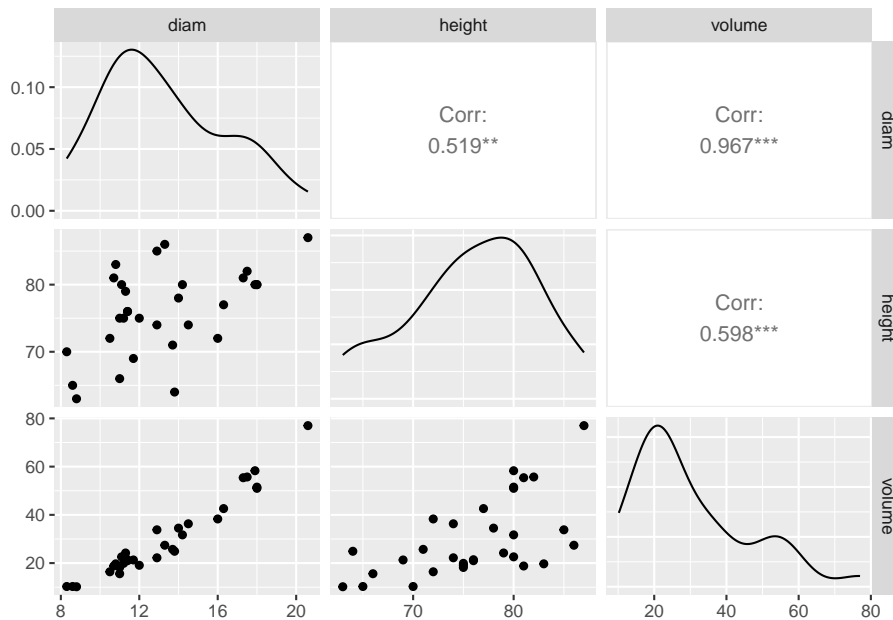 diam height volume
0.10
0.05
0.00
Corr:
0.519**
Corr:
0.967***
diam
80
70
Corr:
0.598***
height
80
60
40
20
volume
8 12 16 20
70 80
20 40 60 80